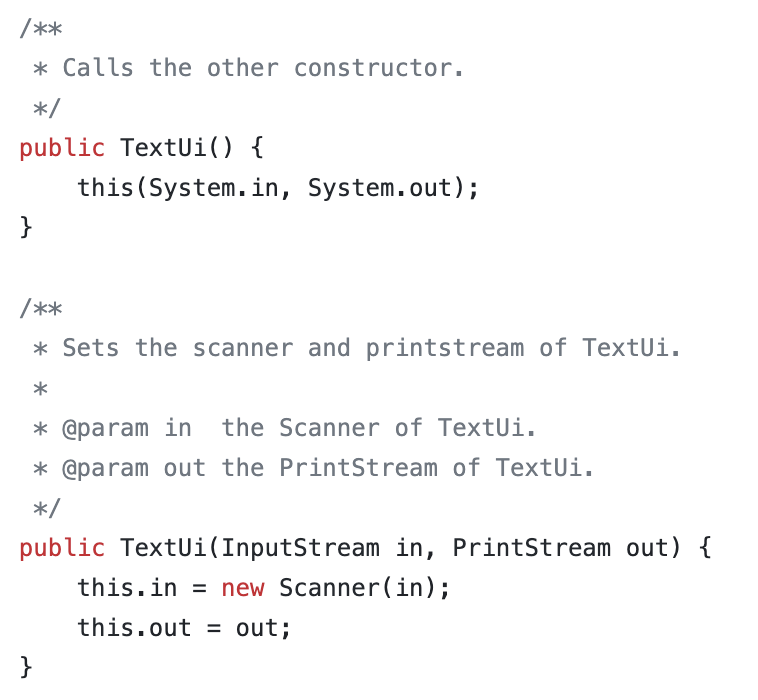 /**
 * Calls the other constructor.
 */
public TextUi() {
    this(System.in, System.out);
}

/**
 * Sets the scanner and printstream of TextUi.
 *
 * @param in  the Scanner of TextUi.
 * @param out the PrintStream of TextUi.
 */
public TextUi(InputStream in, PrintStream out) {
    this.in = new Scanner(in);
    this.out = out;
}